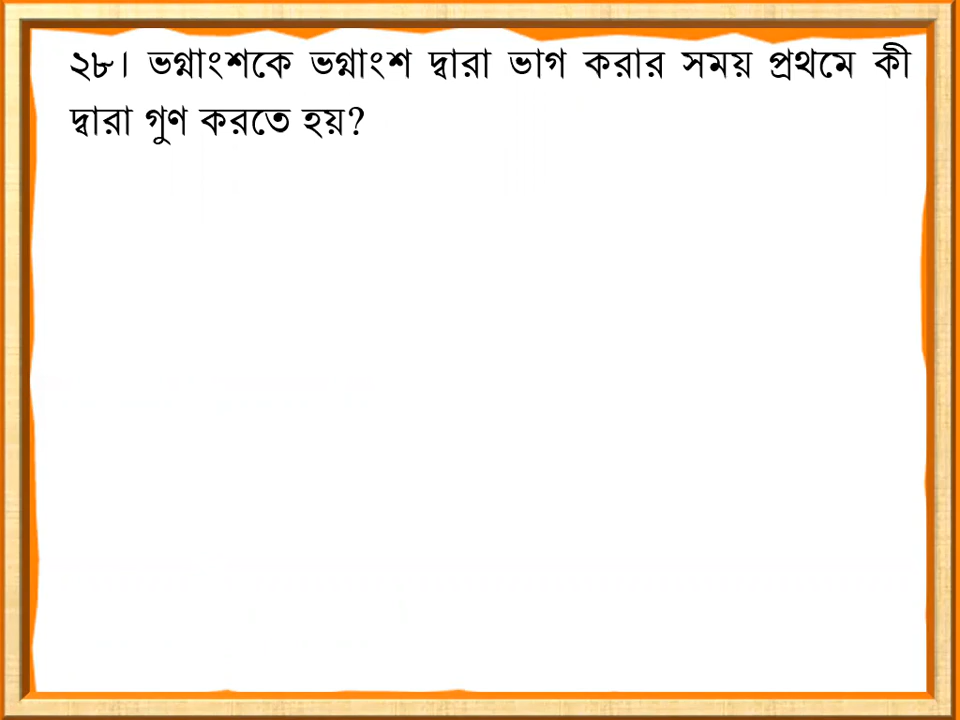 ২৮। ভগ্নাংশকে ভগ্নাংশ দ্বারা ভাগ করার সময় প্রথমে কী
দ্বারা গুণ করতে হয়?